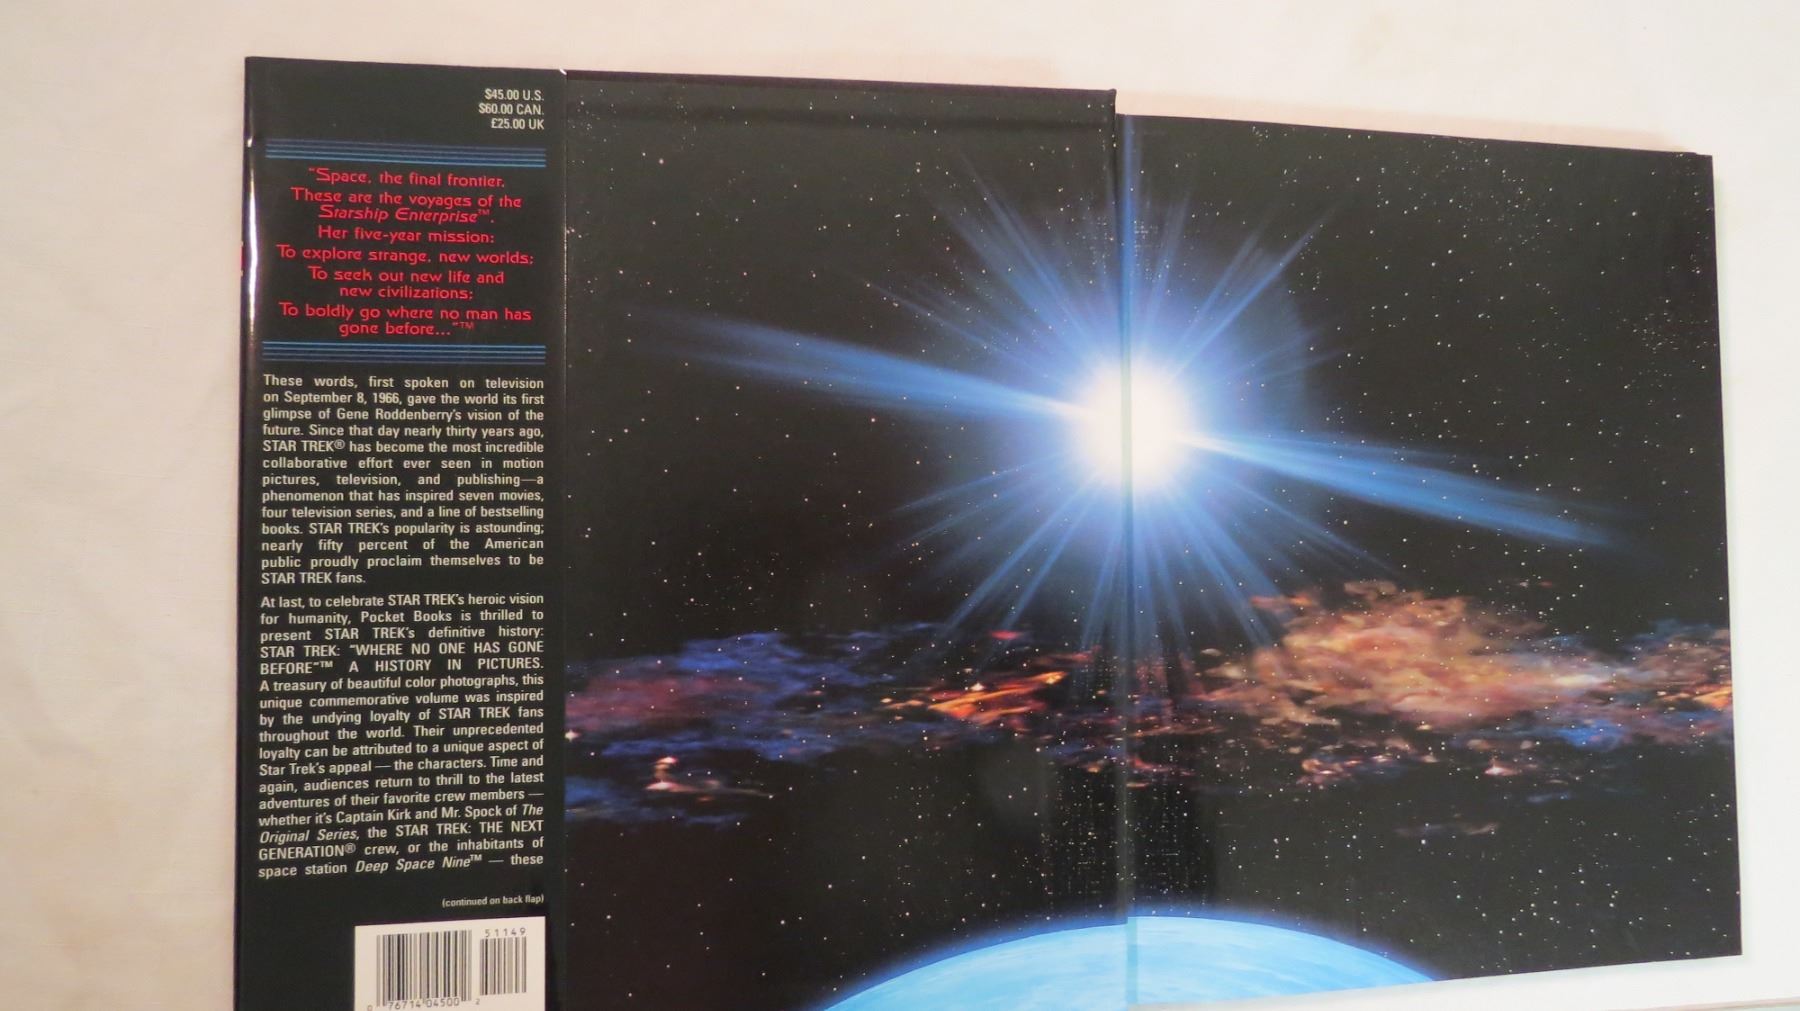 $45.00 U.S.
$60.00 CAN.
£25.00 UK
"Space, the final frontier.
These are the voyages of the
Starship Enterprise™.
Her five-year mission:
To explore strange, new worlds;
To seek out new life and
new civilizations;
To boldly go where no man has
gone before..."™
These words, first spoken on television
on September 8, 1966, gave the world its first
glimpse of Gene Roddenberry's vision of the
future. Since that day nearly thirty years ago,
STAR TREK® has become the most incredible
collaborative effort ever seen in motion
pictures, television, and publishing—a
phenomenon that has inspired seven movies,
four television series, and a line of bestselling
books. STAR TREK's popularity is astounding;
nearly fifty percent of the American
public proudly proclaim themselves to be
STAR TREK fans.
At last, to celebrate STAR TREK's heroic vision
for humanity, Pocket Books is thrilled to
present STAR TREK's definitive history:
STAR TREK: "WHERE NO ONE HAS GONE
BEFORE"™ A HISTORY IN PICTURES.
A treasury of beautiful color photographs, this
unique commemorative volume was inspired
by the undying loyalty of STAR TREK fans
throughout the world. Their unprecedented
loyalty can be attributed to a unique aspect of
Star Trek's appeal — the characters. Time and
again, audiences return to thrill to the latest
adventures of their favorite crew members —
whether it's Captain Kirk and Mr. Spock of The
Original Series, the STAR TREK: THE NEXT
GENERATION® crew, or the inhabitants of
space station Deep Space Nine™ — these
(continued on back flap)
51149
0 76714 04500 2